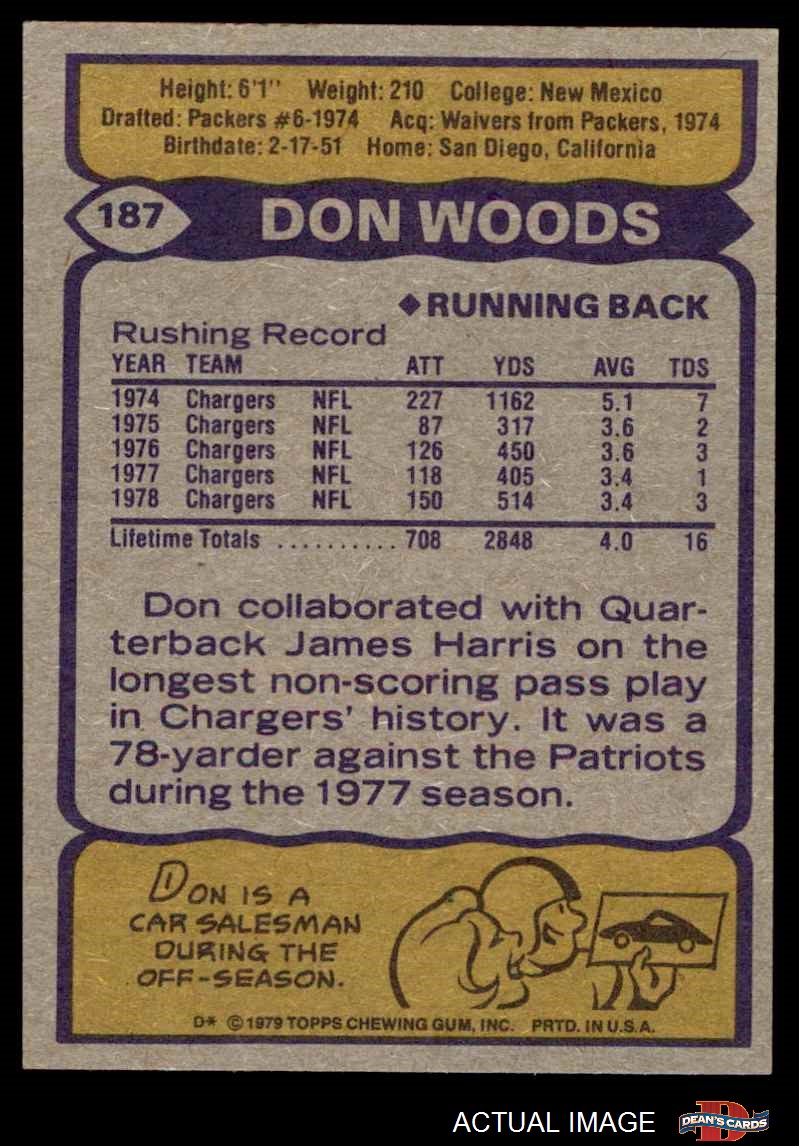 Height: 6'1" Weight: 210 College: New Mexico
Drafted: Packers #6-1974 Acq: Waivers from Packers, 1974
Birthdate: 2-17-51 Home: San Diego, California
187 DON WOODS
◆RUNNING BACK
Rushing Record
YEAR TEAM ATT YDS AVG TDS
1974 Chargers NFL 227 1162 5.1 7
1975 Chargers NFL 87 317 3.6 2
1976 Chargers NFL 126 450 3.6 3
1977 Chargers NFL 118 405 3.4 1
1978 Chargers NFL 150 514 3.4 3
Lifetime Totals .......... 708 2848 4.0 16
Don collaborated with Quar-
terback James Harris on the
longest non-scoring pass play
in Chargers' history. It was a
78-yarder against the Patriots
during the 1977 season.
DON IS A
CAR SALESMAN
DURING THE
OFF-SEASON.
D* ©1979 TOPPS CHEWING GUM, INC. PRTD. IN U.S.A.
ACTUAL IMAGE D DEAN'S CARDS